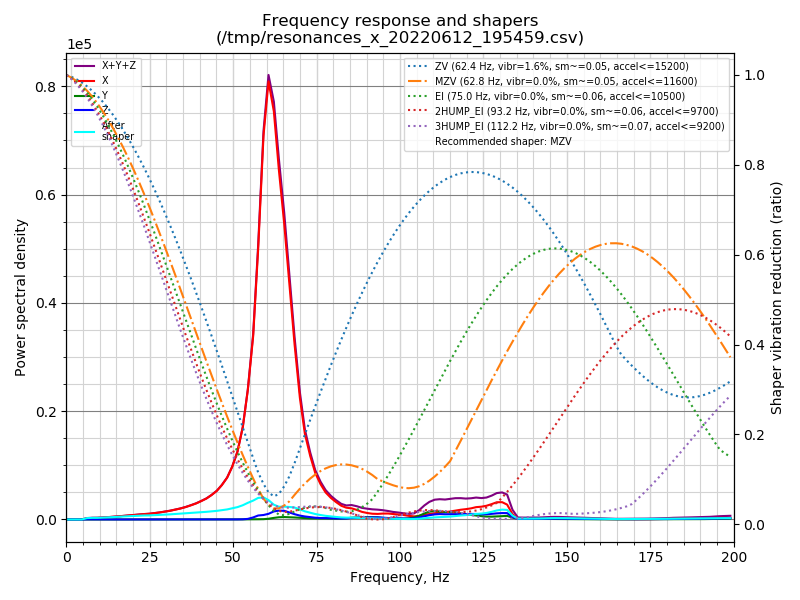 Frequency response and shapers
(/tmp/resonances_x_20220612_195459.csv)
1e5
X+Y+Z
X
Y
Z
After
shaper
ZV (62.4 Hz, vibr=1.6%, sm~=0.05, accel<=15200)
MZV (62.8 Hz, vibr=0.0%, sm~=0.05, accel<=11600)
EI (75.0 Hz, vibr=0.0%, sm~=0.06, accel<=10500)
2HUMP_EI (93.2 Hz, vibr=0.0%, sm~=0.06, accel<=9700)
3HUMP_EI (112.2 Hz, vibr=0.0%, sm~=0.07, accel<=9200)
Recommended shaper: MZV
Power spectral density
0.08
0.06
0.04
0.02
0.00
1.0
0.8
0.6
0.4
0.2
0.0
Shaper vibration reduction (ratio)
0 25 50 75 100 125 150 175 200
Frequency, Hz